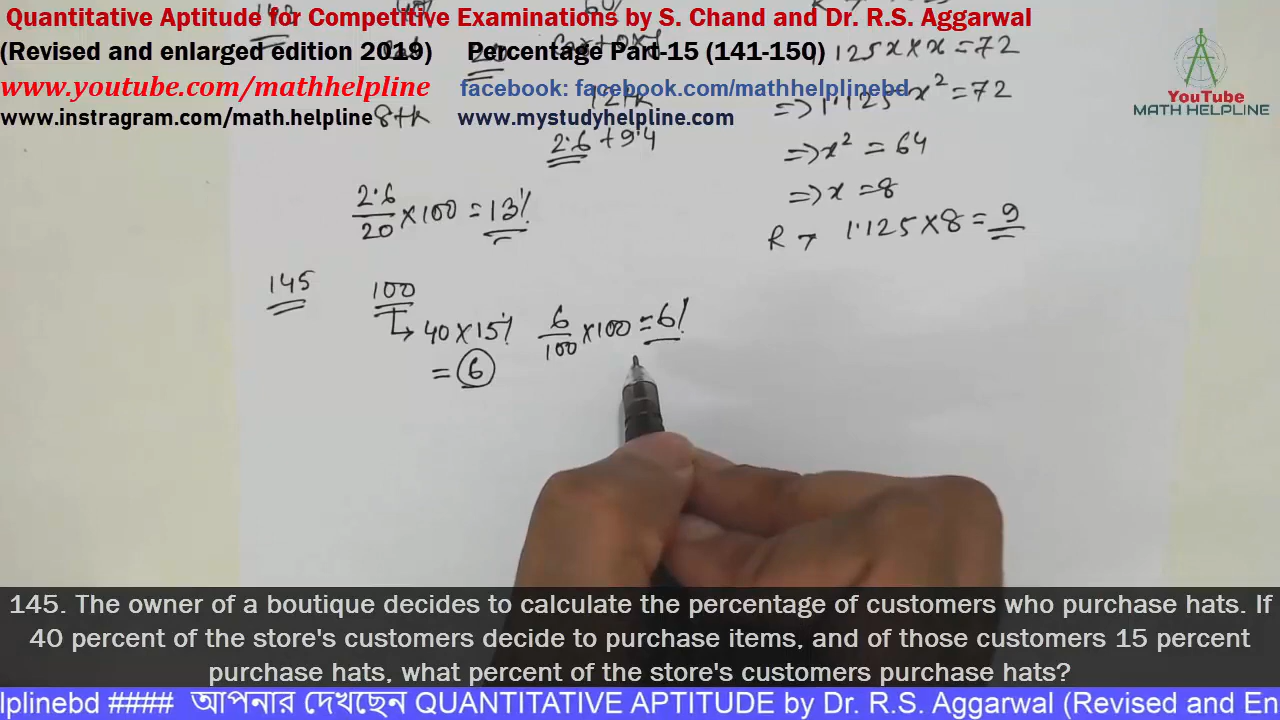 Quantitative Aptitude for Competitive Examinations by S. Chand and Dr. R.S. Aggarwal
(Revised and enlarged edition 2019) Percentage Part-15 (141-150)
125x × x = 72
www.youtube.com/mathhelpline facebook: facebook.com/mathhelplinebd
=> 1.125 x² = 72
YouTube
MATH HELPLINE
www.instragram.com/math.helpline www.mystudyhelpline.com
8+k
12+k
2.6 + 9.4
=> x² = 64
=> x = 8
2.6/20 × 100 = 13%
R → 1.125 × 8 = 9
145
100
40 × 15% 6/100 × 100 = 6%
= 6
145. The owner of a boutique decides to calculate the percentage of customers who purchase hats. If
40 percent of the store's customers decide to purchase items, and of those customers 15 percent
purchase hats, what percent of the store's customers purchase hats?
lplinebd #### আপনার দেখছেন QUANTITATIVE APTITUDE by Dr. R.S. Aggarwal (Revised and En